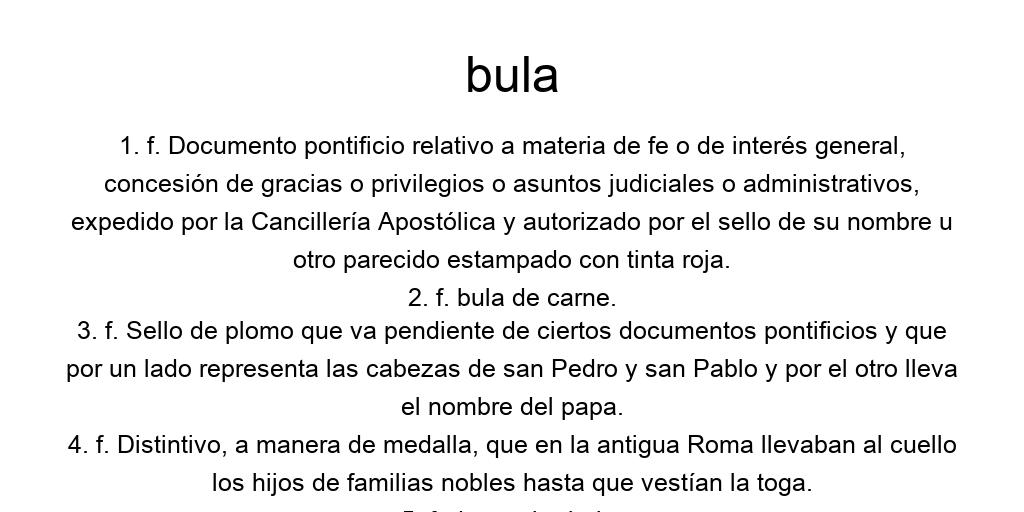 bula
1. f. Documento pontificio relativo a materia de fe o de interés general,
concesión de gracias o privilegios o asuntos judiciales o administrativos,
expedido por la Cancillería Apostólica y autorizado por el sello de su nombre u
otro parecido estampado con tinta roja.
2. f. bula de carne.
3. f. Sello de plomo que va pendiente de ciertos documentos pontificios y que
por un lado representa las cabezas de san Pedro y san Pablo y por el otro lleva
el nombre del papa.
4. f. Distintivo, a manera de medalla, que en la antigua Roma llevaban al cuello
los hijos de familias nobles hasta que vestían la toga.